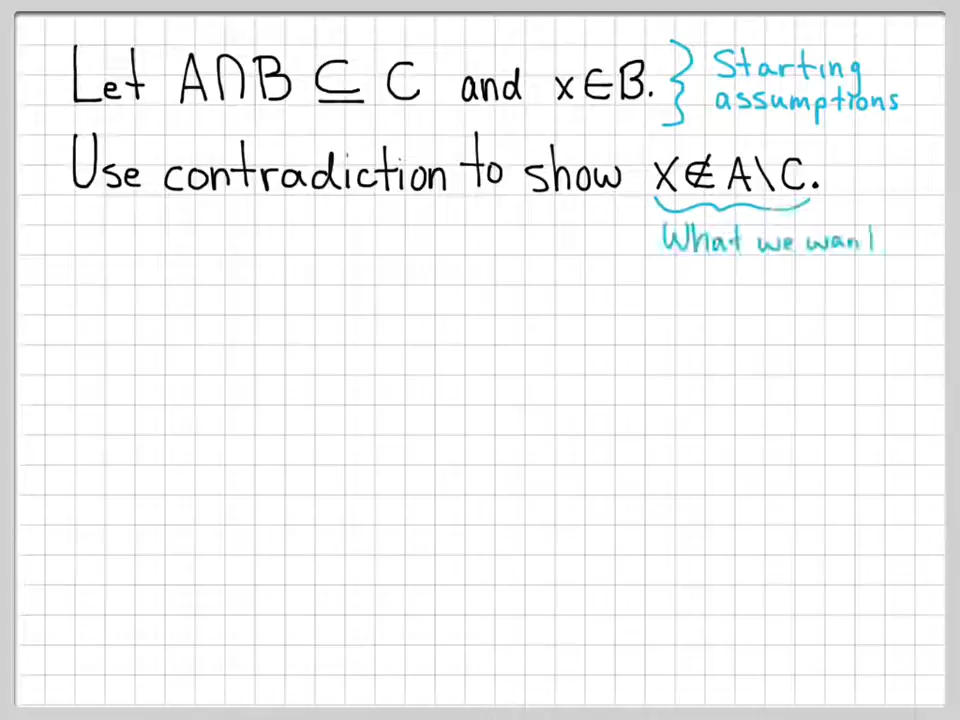 Let A∩B ⊆ C and x∈B. } Starting assumptions
Use contradiction to show x∉A\C.
What we want